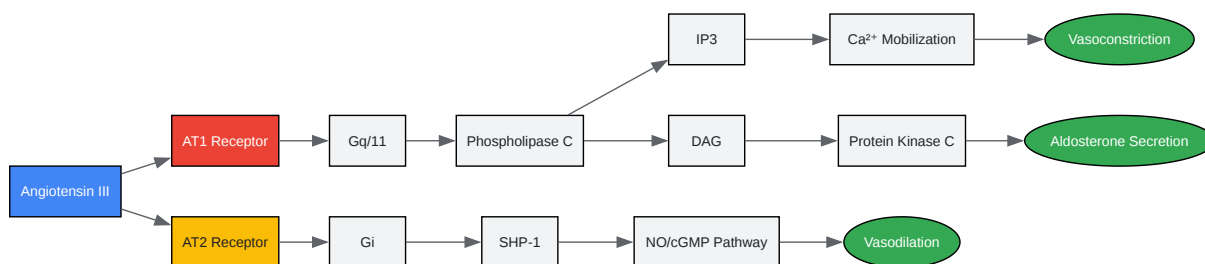 IP3
Ca²⁺ Mobilization
Vasoconstriction
AT1 Receptor
Gq/11
Phospholipase C
DAG
Protein Kinase C
Aldosterone Secretion
Angiotensin III
AT2 Receptor
Gi
SHP-1
NO/cGMP Pathway
Vasodilation